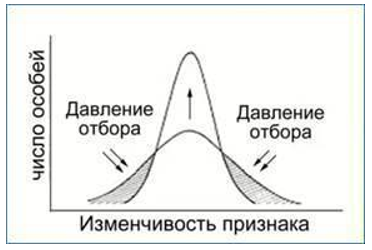 число особей
Давление
отбора
Давление
отбора
Изменчивость признака